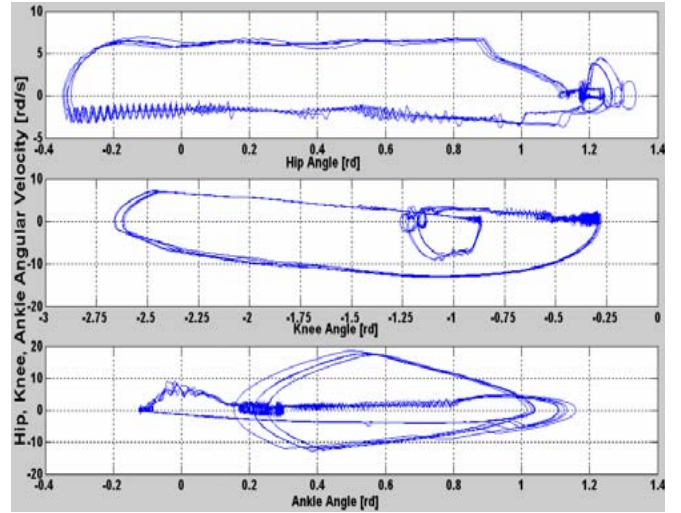 Hip, Knee, Ankle Angular Velocity [rd/s]
10
5
0
-5
-0.4 -0.2 0 0.2 0.4 0.6 0.8 1 1.2 1.4
Hip Angle [rd]
10
0
-10
-20
-3 -2.75 -2.5 -2.25 -2 -1.75 -1.5 -1.25 -1 -0.75 -0.5 -0.25 0
Knee Angle [rd]
20
10
0
-10
-20
-0.4 -0.2 0 0.2 0.4 0.6 0.8 1 1.2 1.4
Ankle Angle [rd]